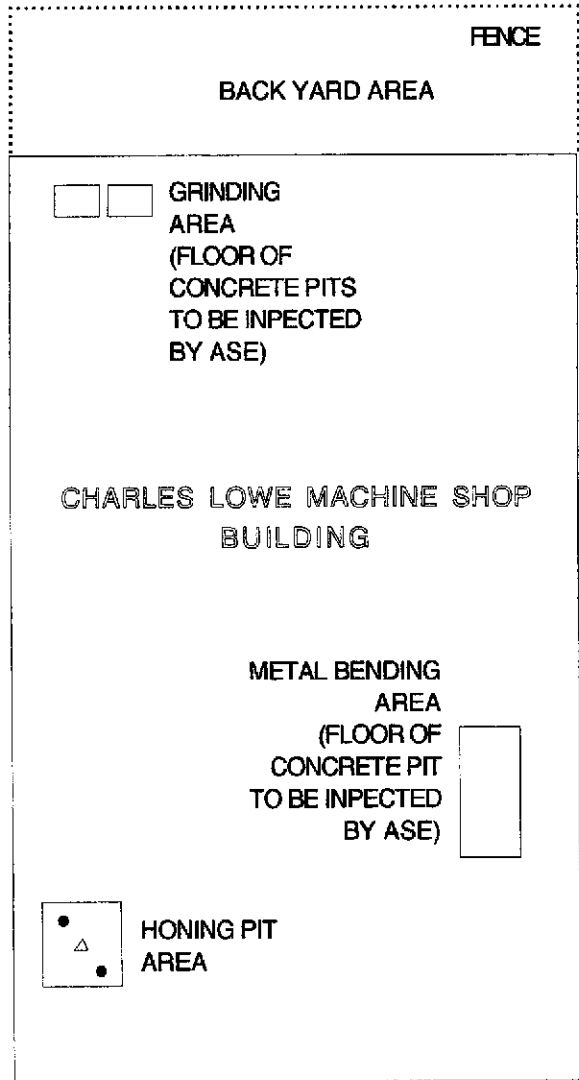 FENCE
BACK YARD AREA
GRINDING
AREA
(FLOOR OF
CONCRETE PITS
TO BE INPECTED
BY ASE)
CHARLES LOWE MACHINE SHOP
BUILDING
METAL BENDING
AREA
(FLOOR OF
CONCRETE PIT
TO BE INPECTED
BY ASE)
HONING PIT
AREA